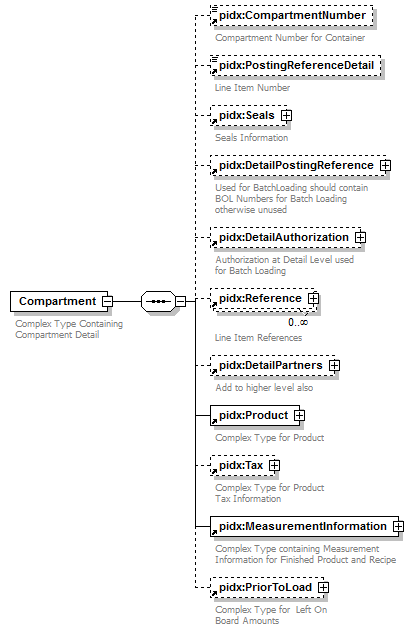 pidx:CompartmentNumber
Compartment Number for Container
pidx:PostingReferenceDetail
Line Item Number
pidx:Seals
Seals Information
pidx:DetailPostingReference
Used for BatchLoading should contain
BOL Numbers for Batch Loading
otherwise unused
pidx:DetailAuthorization
Authorization at Detail Level used
for Batch Loading
Compartment
Complex Type Containing
Compartment Detail
pidx:Reference
0..∞
Line Item References
pidx:DetailPartners
Add to higher level also
pidx:Product
Complex Type for Product
pidx:Tax
Complex Type for Product
Tax Information
pidx:MeasurementInformation
Complex Type containing Measurement
Information for Finished Product and Recipe
pidx:PriorToLoad
Complex Type for  Left On
Board Amounts